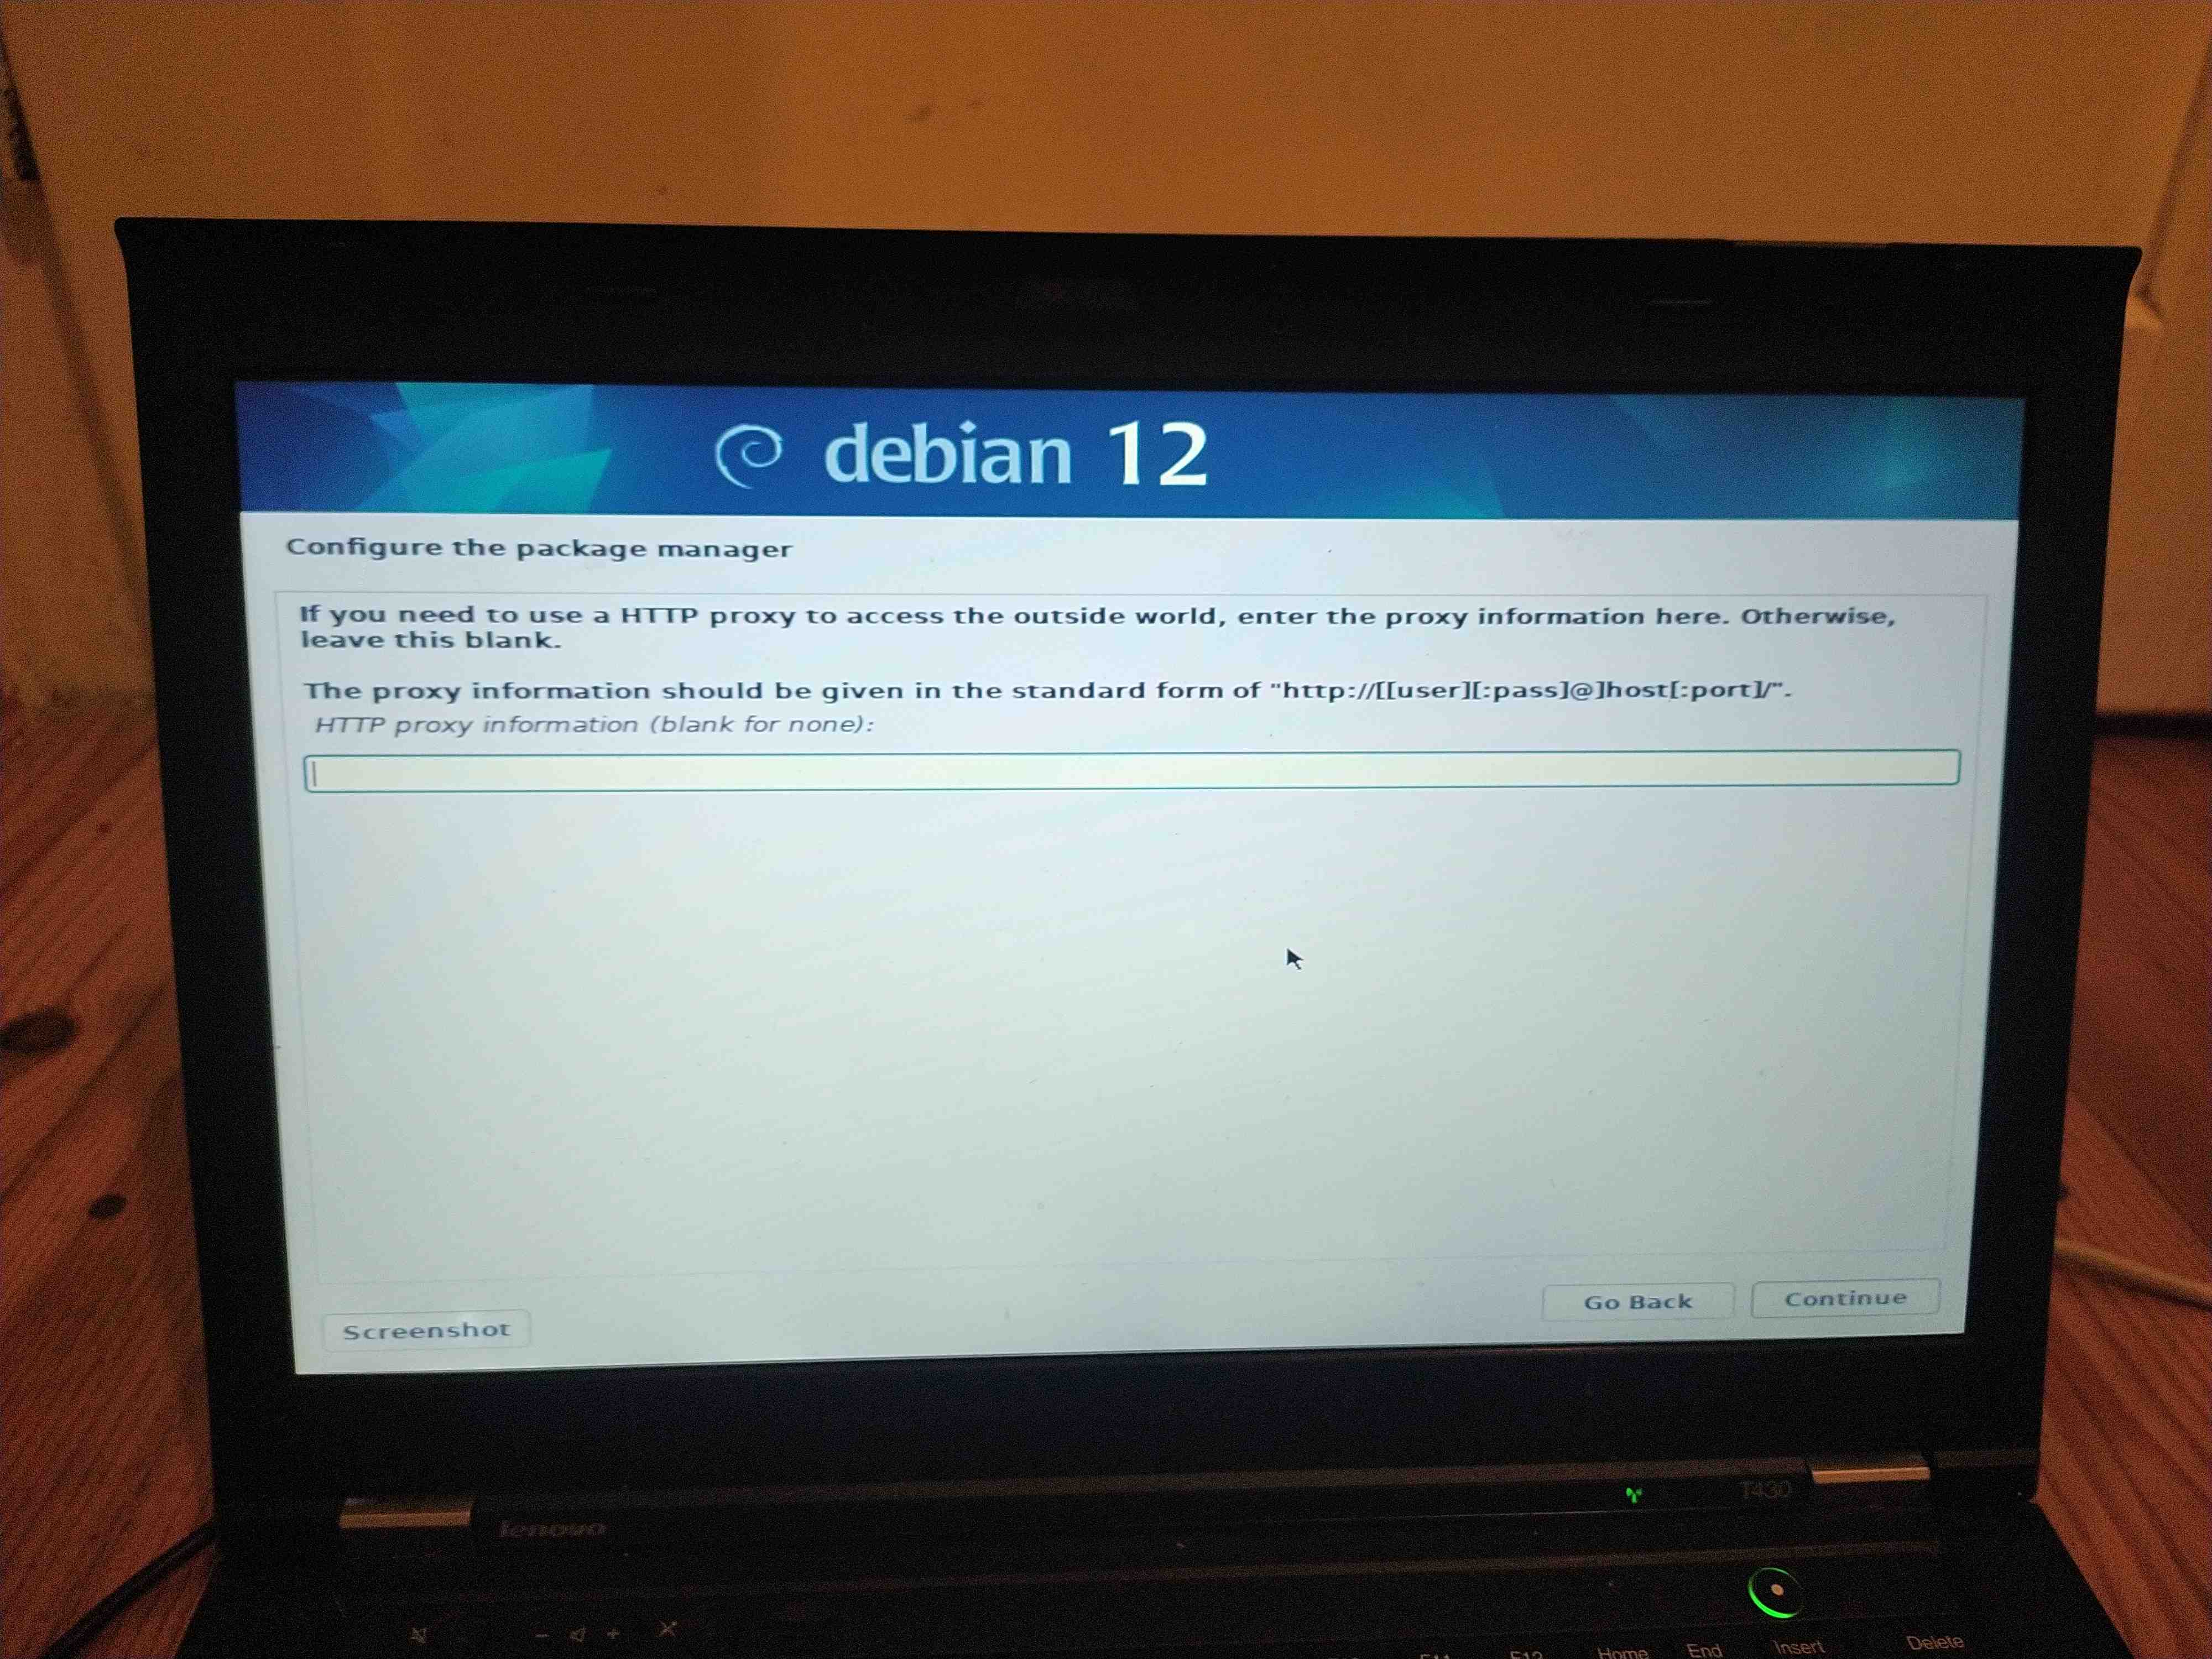 debian 12
Configure the package manager
If you need to use a HTTP proxy to access the outside world, enter the proxy information here. Otherwise,
leave this blank.
The proxy information should be given in the standard form of "http://[[user][:pass]@]host[:port]/".
HTTP proxy information (blank for none):
Go Back
Continue
Screenshot
T430
lenovo
Home
End
Insert
Delete